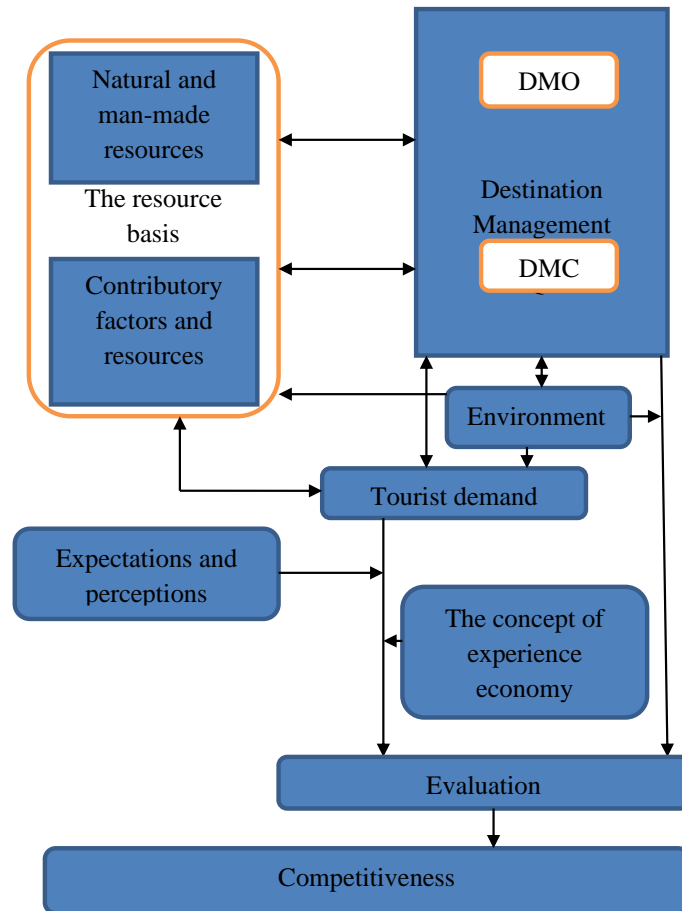 Natural and
man-made
resources
The resource
basis
Contributory
factors and
resources
DMO
Destination
Management
DMC
Environment
Tourist demand
Expectations and
perceptions
The concept of
experience
economy
Evaluation
Competitiveness